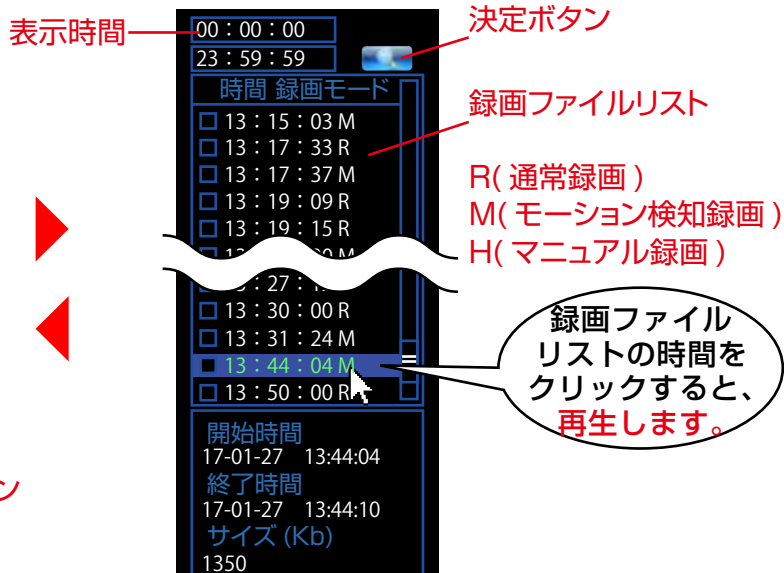 表示時間
00：00：00
23：59：59
決定ボタン
時間 録画モード
録画ファイルリスト
13：15：03 M
13：17：33 R
13：17：37 M
13：19：09 R
13：19：15 R
R( 通常録画 )
M( モーション検知録画 )
H( マニュアル録画 )
13：30：00 R
13：31：24 M
13：44：04 M
13：50：00 R
録画ファイル
リストの時間を
クリックすると、
再生します。
開始時間
17-01-27 13:44:04
終了時間
17-01-27 13:44:10
サイズ (Kb)
1350
ン